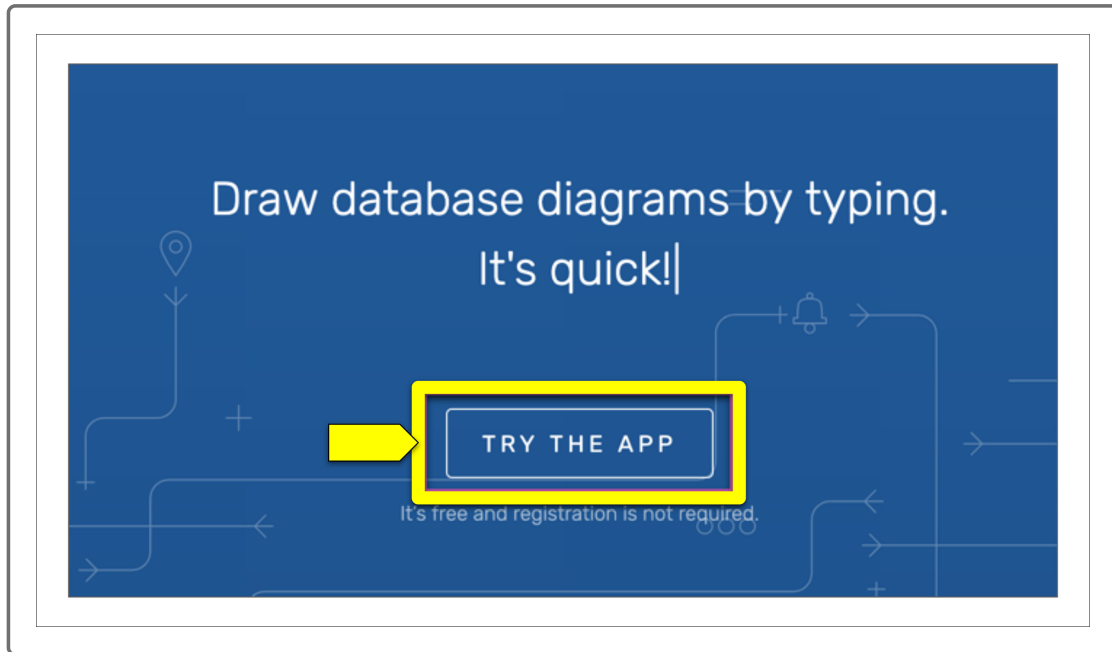 Draw database diagrams by typing.
It's quick!
TRY THE APP
It's free and registration is not required.